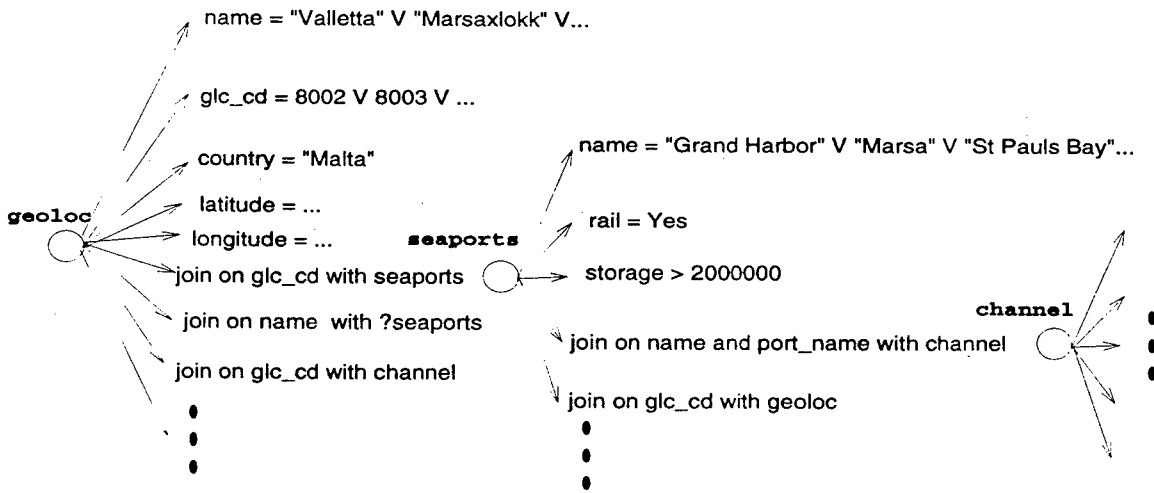 name = "Valletta" V "Marsaxlokk" V...
glc_cd = 8002 V 8003 V ...
country = "Malta"
latitude = ...
longitude = ...
geoloc
join on glc_cd with seaports
join on name with ?seaports
join on glc_cd with channel
seaports
name = "Grand Harbor" V "Marsa" V "St Pauls Bay"...
rail = Yes
storage > 2000000
join on name and port_name with channel
join on glc_cd with geoloc
channel